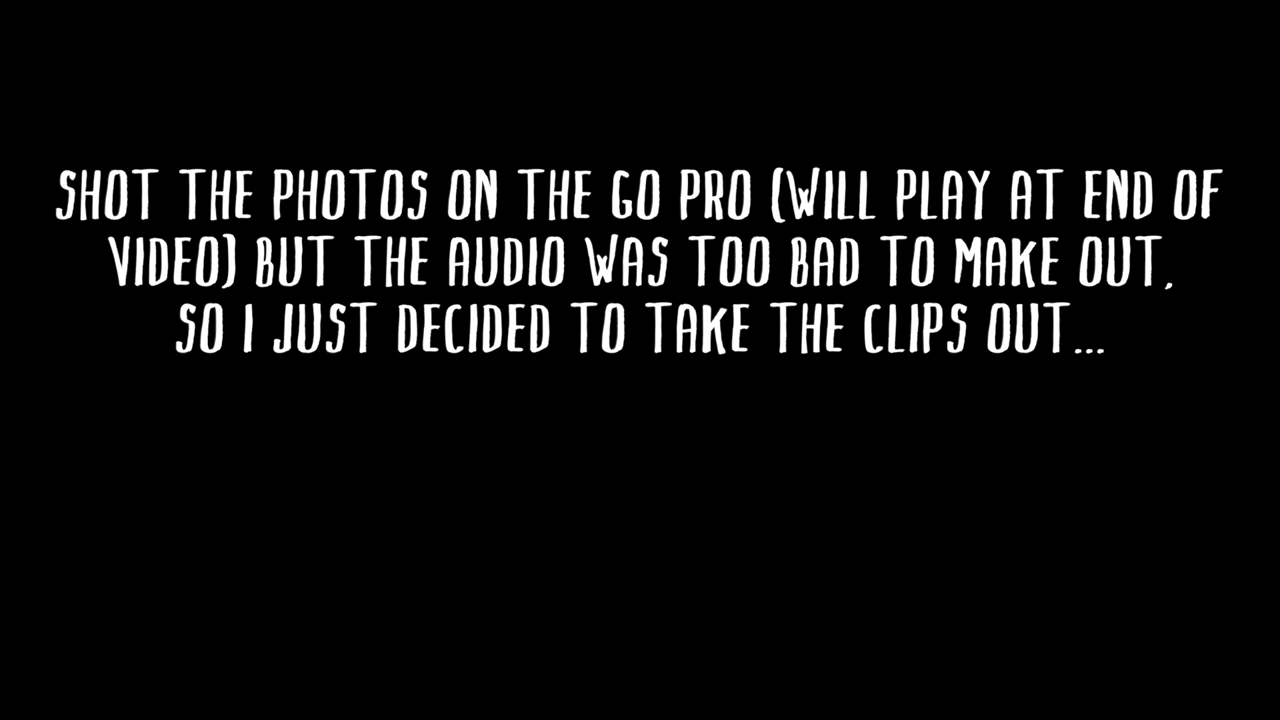 SHOT THE PHOTOS ON THE GO PRO (WILL PLAY AT END OF
VIDEO) BUT THE AUDIO WAS TOO BAD TO MAKE OUT,
SO I JUST DECIDED TO TAKE THE CLIPS OUT...